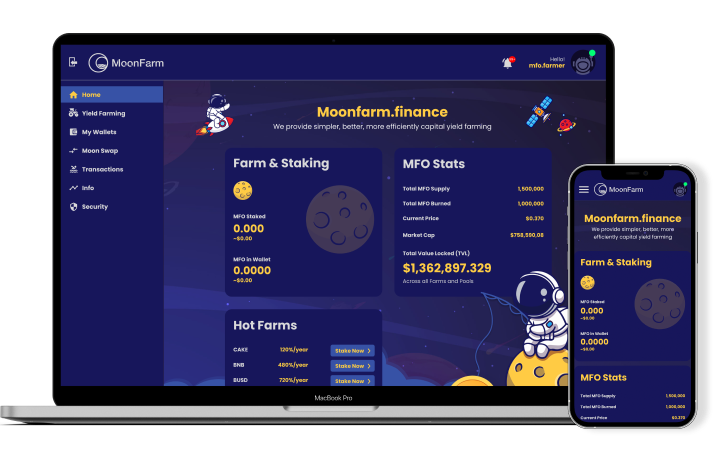 MoonFarm
Hello!
mfo.farmer
Home
Yield Farming
My Wallets
Moon Swap
Transactions
Info
Security
Moonfarm.finance
We provide simpler, better, more efficiently capital yield farming
Farm & Staking
MFO Staked
0.000
~$0.00
MFO in Wallet
0.0000
~$0.00
MFO Stats
Total MFO Supply 1,500,000
Total MFO Burned 1,000,000
Current Price $0.370
Market Cap $758,590,08
Total Value Locked (TVL)
$1,362,897.329
Across all Farms and Pools
Hot Farms
CAKE 120%/year Stake Now
BNB 480%/year Stake Now
BUSD 720%/year Stake Now
MacBook Pro
MoonFarm
Moonfarm.finance
We provide simpler, better, more
efficiently capital yield farming
Farm & Staking
MFO Staked
0.000
~$0.00
MFO in Wallet
0.0000
~$0.00
MFO Stats
Total MFO Supply 1,500,000
Total MFO Burned 1,000,000
Current Price $0.370